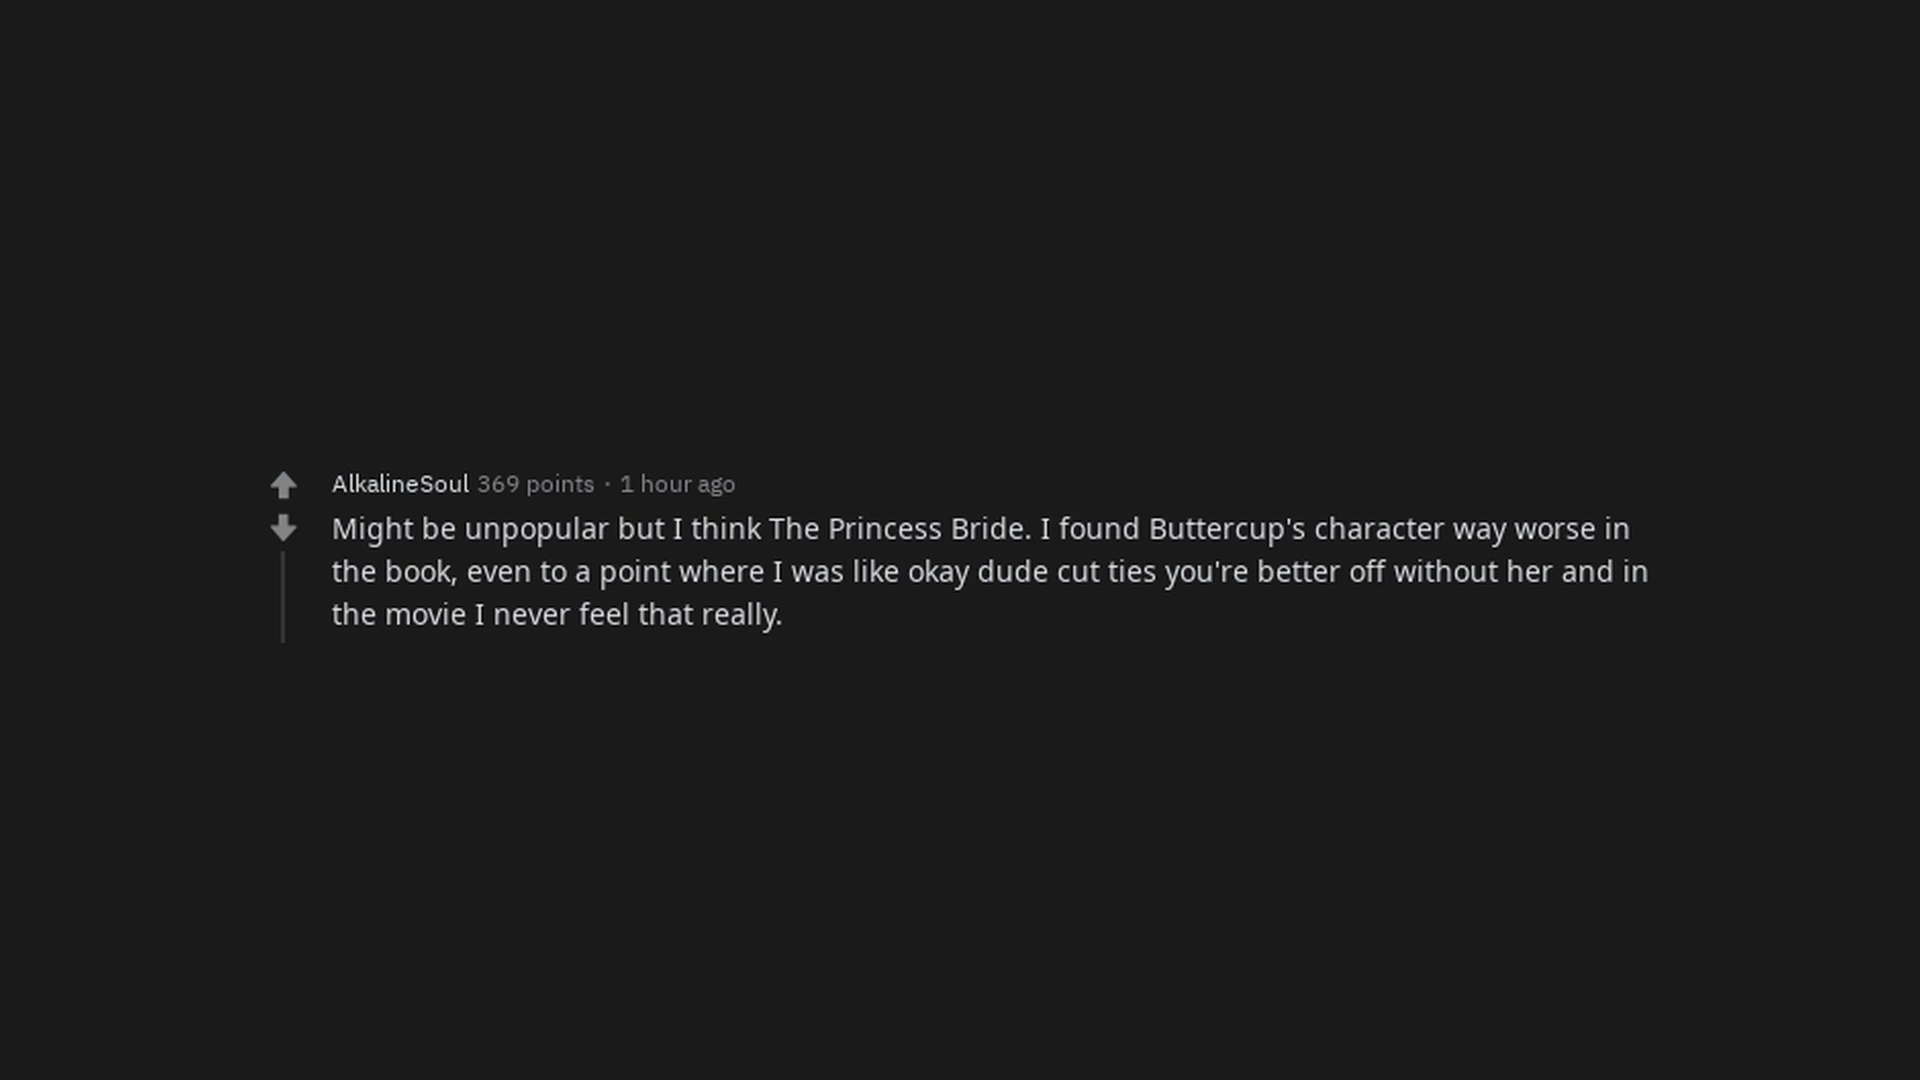 AlkalineSoul 369 points · 1 hour ago
Might be unpopular but I think The Princess Bride. I found Buttercup's character way worse in
the book, even to a point where I was like okay dude cut ties you're better off without her and in
the movie I never feel that really.